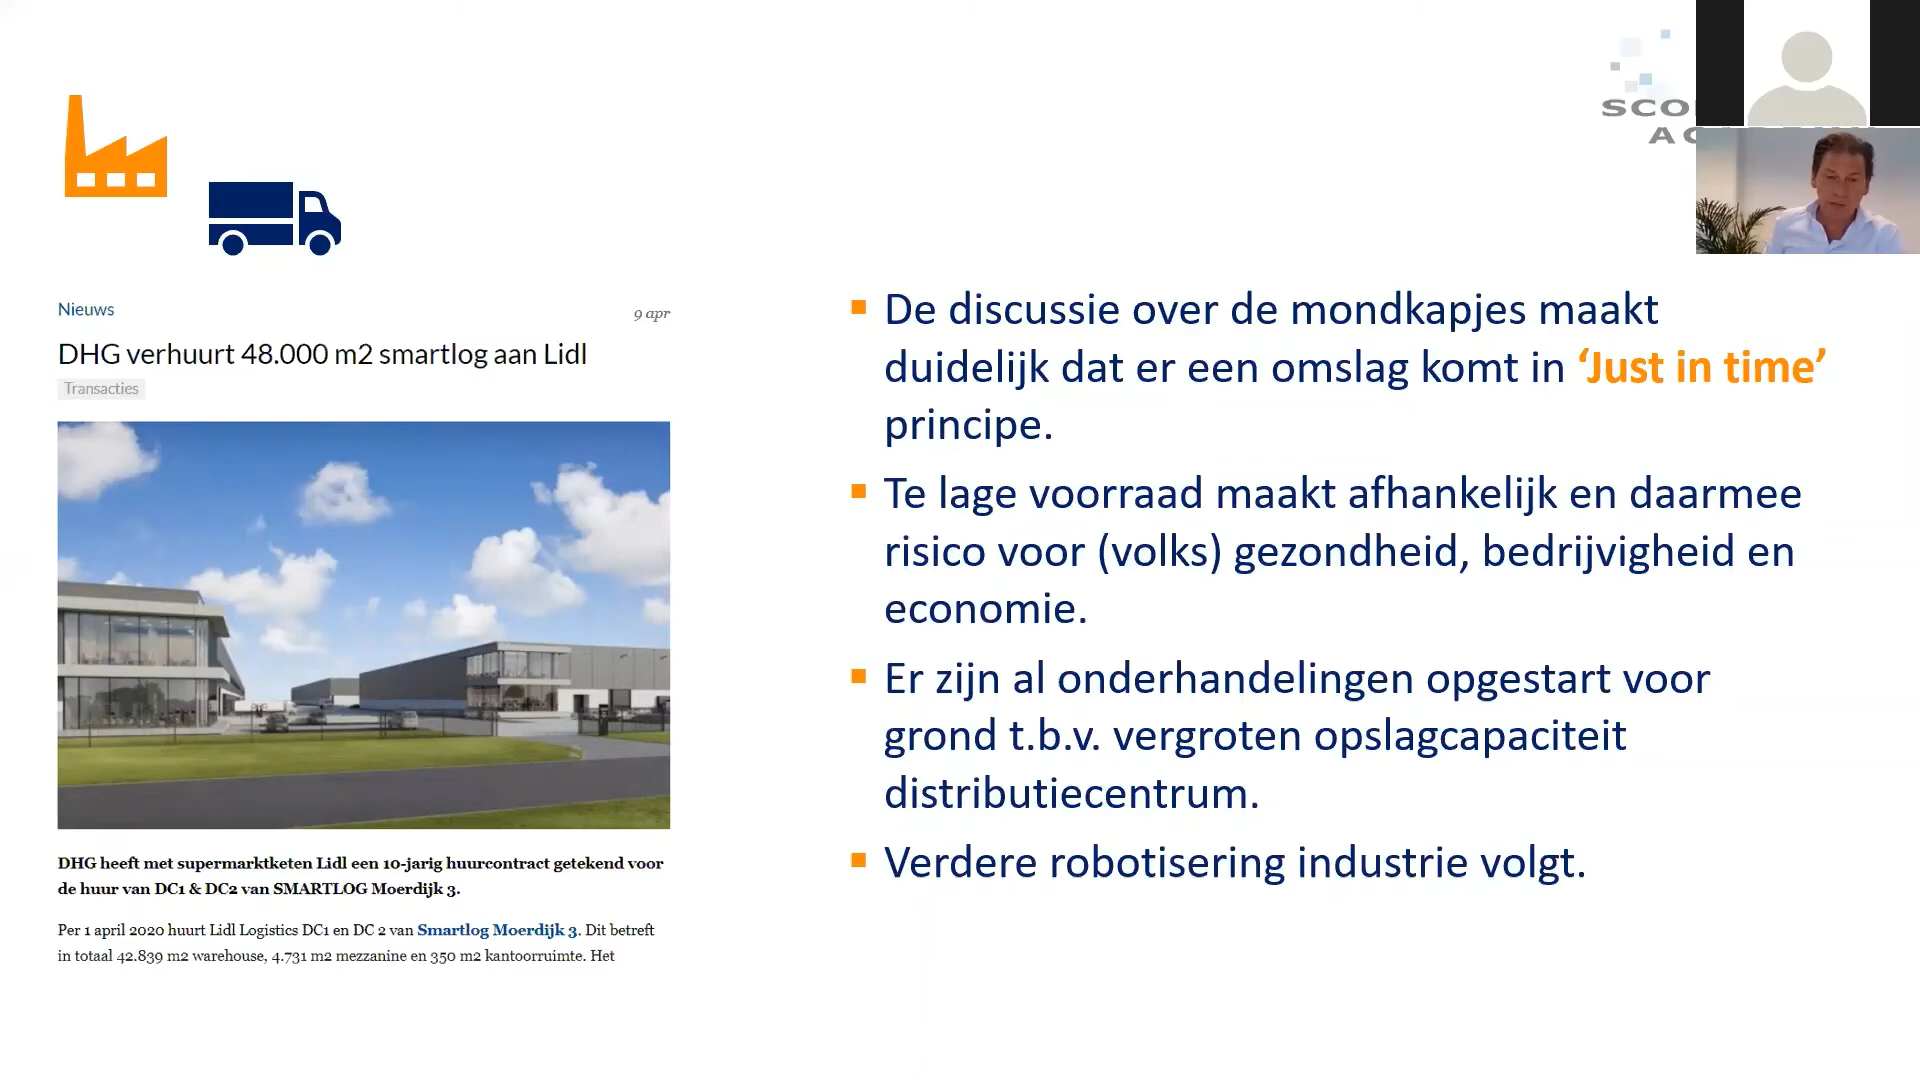 Nieuws
9 apr
DHG verhuurt 48.000 m2 smartlog aan Lidl
Transacties
DHG heeft met supermarktketen Lidl een 10-jarig huurcontract getekend voor
de huur van DC1 & DC2 van SMARTLOG Moerdijk 3.
Per 1 april 2020 huurt Lidl Logistics DC1 en DC 2 van Smartlog Moerdijk 3. Dit betreft
in totaal 42.839 m2 warehouse, 4.731 m2 mezzanine en 350 m2 kantoorruimte. Het
De discussie over de mondkapjes maakt
duidelijk dat er een omslag komt in ‘Just in time’
principe.
Te lage voorraad maakt afhankelijk en daarmee
risico voor (volks) gezondheid, bedrijvigheid en
economie.
Er zijn al onderhandelingen opgestart voor
grond t.b.v. vergroten opslagcapaciteit
distributiecentrum.
Verdere robotisering industrie volgt.